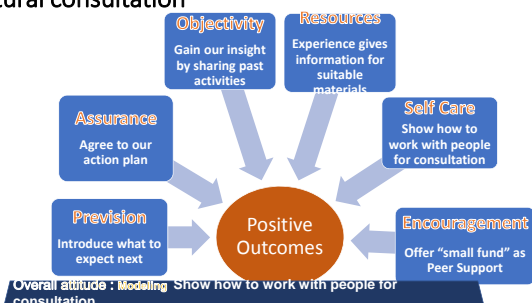 tural consultation
Objectivity
Gain our insight
by sharing past
activities
Resources
Experience gives
information for
suitable
materials
Assurance
Agree to our
action plan
Self Care
Show how to
work with people
for consultation
Prevision
Introduce what to
expect next
Positive
Outcomes
Encouragement
Offer “small fund” as
Peer Support
Overall attitude : Modeling Show how to work with people for
consultation